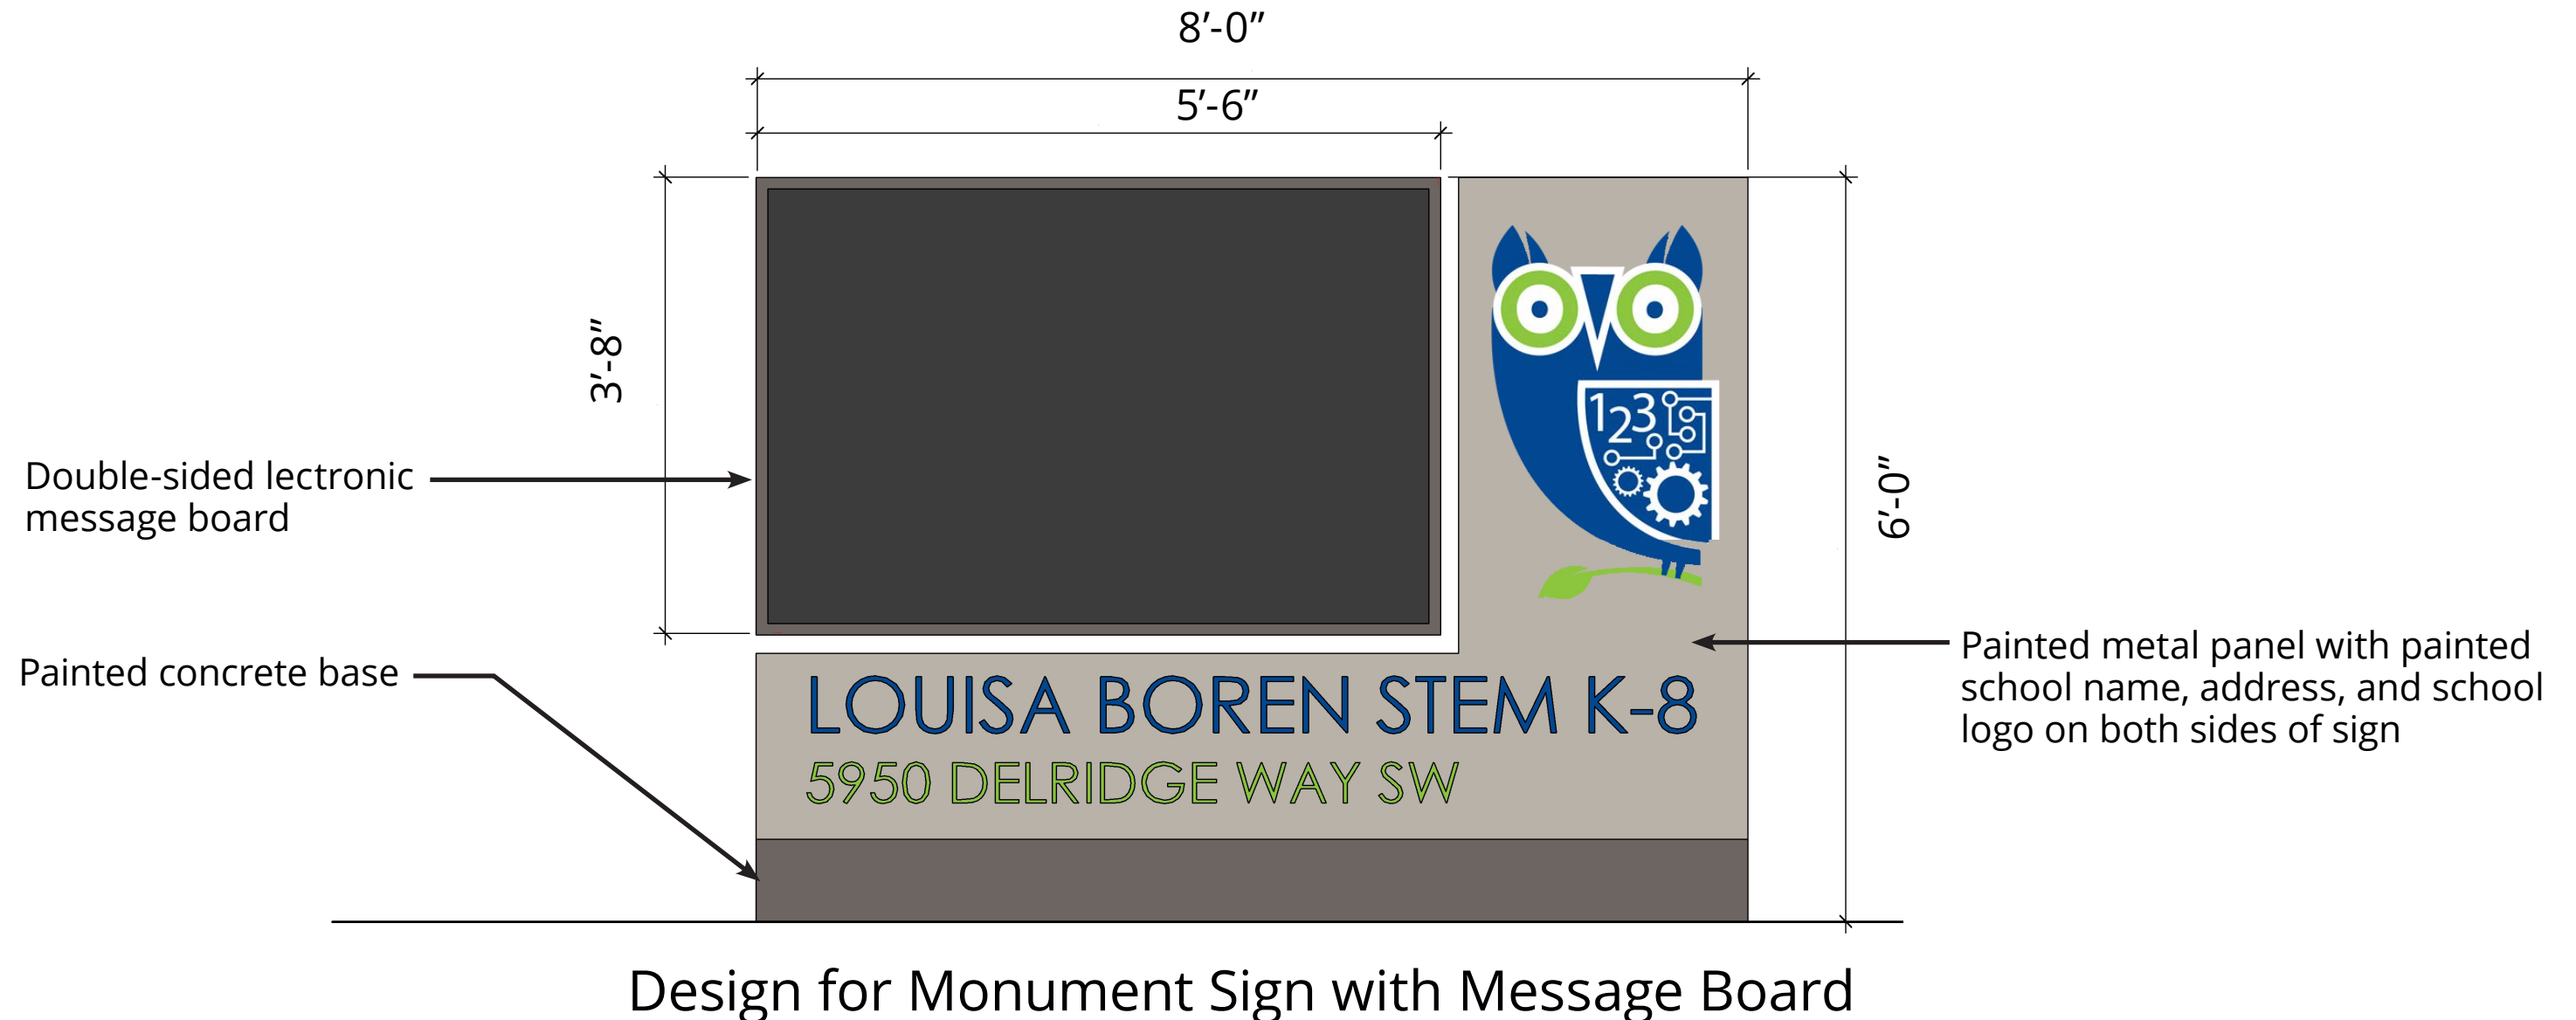 8’-0”
5’-6”
3’-8”
6’-0”
123
Double-sided lectronic
message board
Painted concrete base
LOUISA BOREN STEM K-8
5950 DELRIDGE WAY SW
Painted metal panel with painted
school name, address, and school
logo on both sides of sign
Design for Monument Sign with Message Board